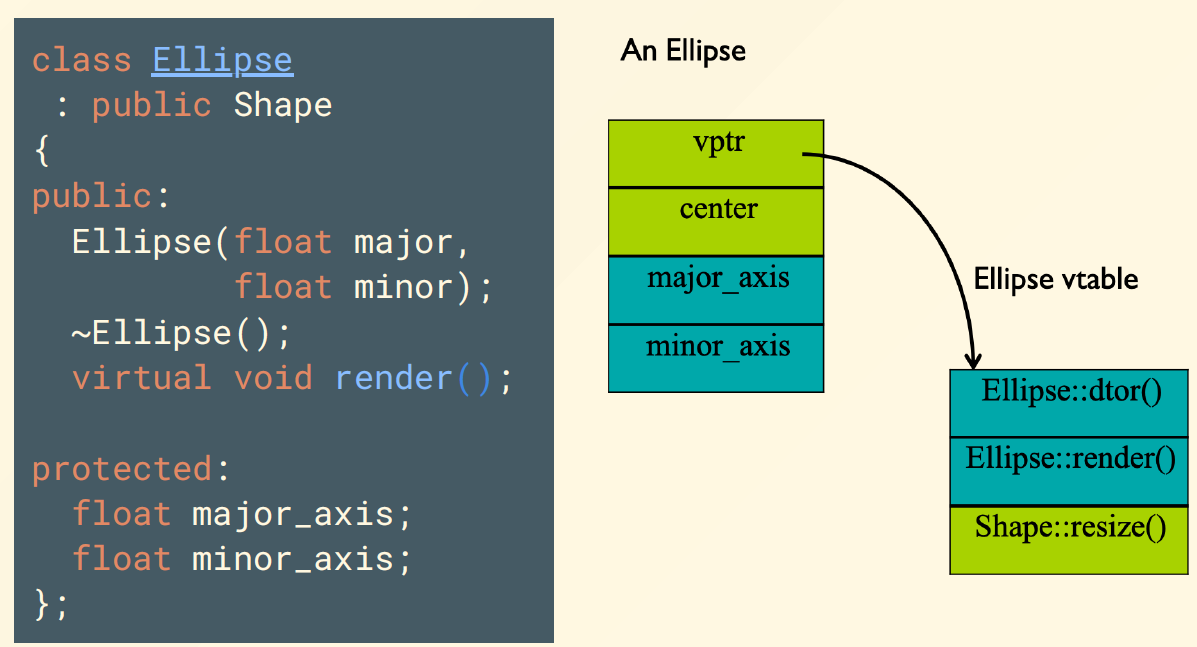 class Ellipse
 : public Shape
{
public:
  Ellipse(float major,
          float minor);
  ~Ellipse();
  virtual void render();

protected:
  float major_axis;
  float minor_axis;
};
An Ellipse
vptr
center
major_axis
minor_axis
Ellipse vtable
Ellipse::dtor()
Ellipse::render()
Shape::resize()